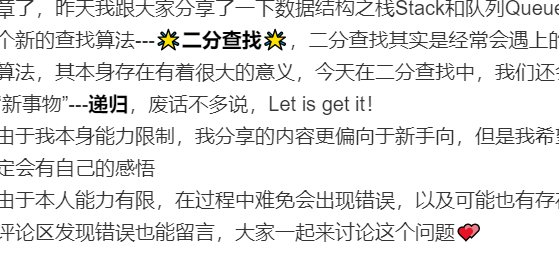 章了，昨天我跟大家分享了一下数据结构之栈Stack和队列Queue
个新的查找算法---🌟二分查找🌟，二分查找其实是经常会遇上的
算法，其本身存在有着很大的意义，今天在二分查找中，我们还会
“新事物”---递归，废话不多说，Let is get it！
由于我本身能力限制，我分享的内容更偏向于新手向，但是我希望
定会有自己的感悟
由于本人能力有限，在过程中难免会出现错误，以及可能也有存在
评论区发现错误也能留言，大家一起来讨论这个问题💕